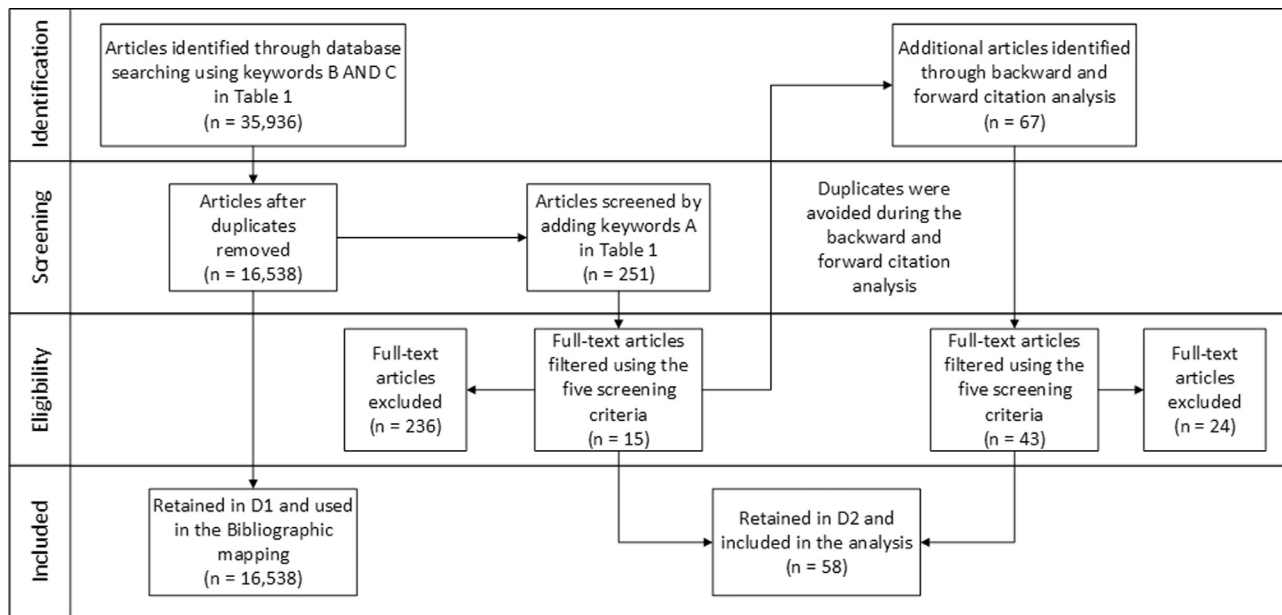 Identification
Articles identified through database
searching using keywords B AND C
in Table 1
(n = 35,936)
Additional articles identified
through backward and
forward citation analysis
(n = 67)
Screening
Articles after
duplicates
removed
(n = 16,538)
Articles screened by
adding keywords A
in Table 1
(n = 251)
Duplicates were
avoided during the
backward and
forward citation
analysis
Eligibility
Full-text
articles
excluded
(n = 236)
Full-text articles
filtered using the
five screening
criteria
(n = 15)
Full-text articles
filtered using the
five screening
criteria
(n = 43)
Full-text
articles
excluded
(n = 24)
Included
Retained in D1 and used
in the Bibliographic
mapping
(n = 16,538)
Retained in D2 and
included in the analysis
(n = 58)